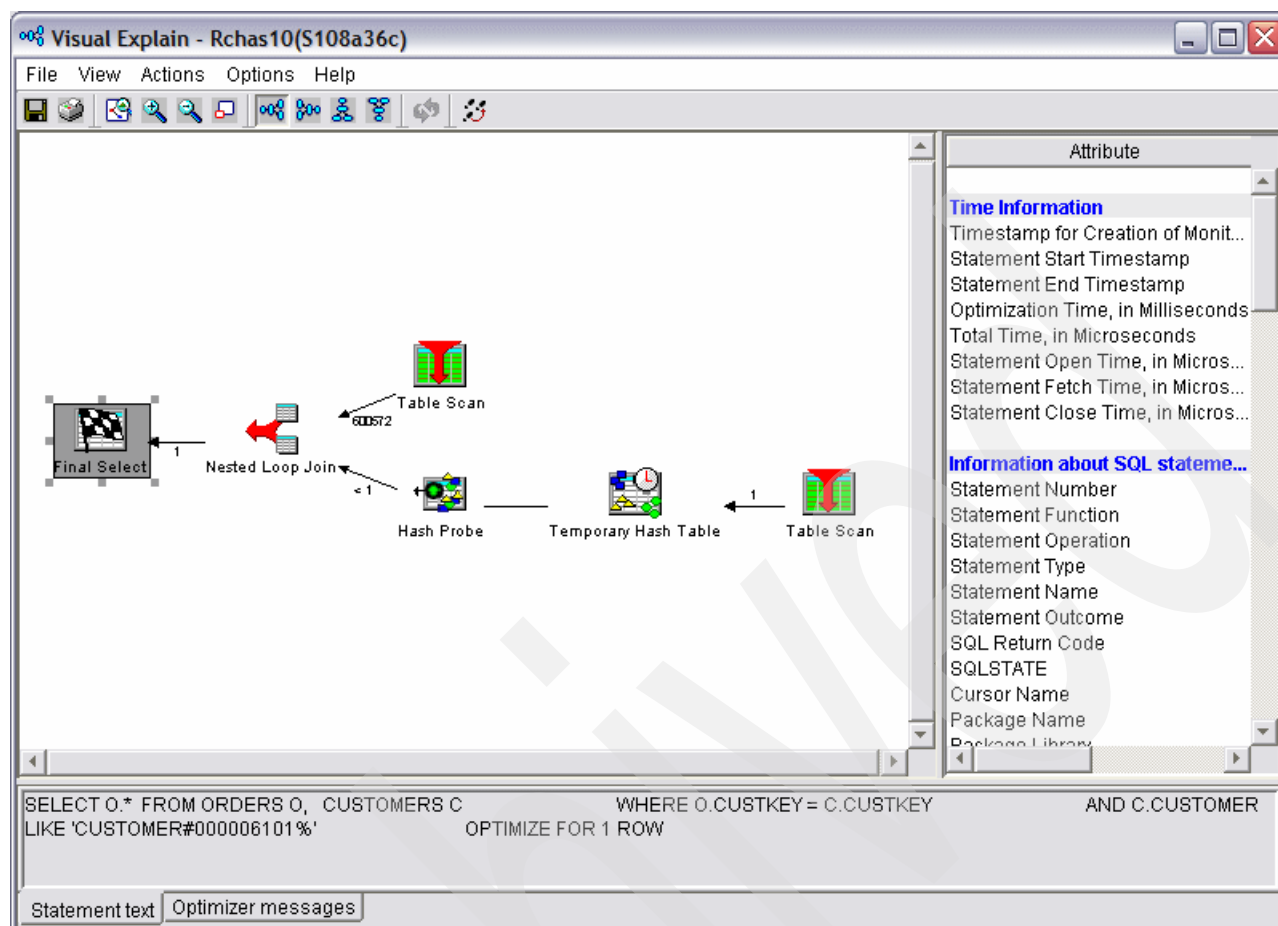 Visual Explain - Rchas10(S108a36c)
File View Actions Options Help
Attribute
Time Information
Timestamp for Creation of Monit...
Statement Start Timestamp
Statement End Timestamp
Optimization Time, in Milliseconds
Total Time, in Microseconds
Statement Open Time, in Micros...
Statement Fetch Time, in Micros...
Statement Close Time, in Micros...
Information about SQL stateme...
Statement Number
Statement Function
Statement Operation
Statement Type
Statement Name
Statement Outcome
SQL Return Code
SQLSTATE
Cursor Name
Package Name
Package Library
Table Scan
600572
Final Select
1
Nested Loop Join
< 1
Hash Probe
Temporary Hash Table
1
Table Scan
SELECT O.* FROM ORDERS O, CUSTOMERS C WHERE O.CUSTKEY = C.CUSTKEY AND C.CUSTOMER
LIKE 'CUSTOMER#000006101%' OPTIMIZE FOR 1 ROW
Statement text Optimizer messages